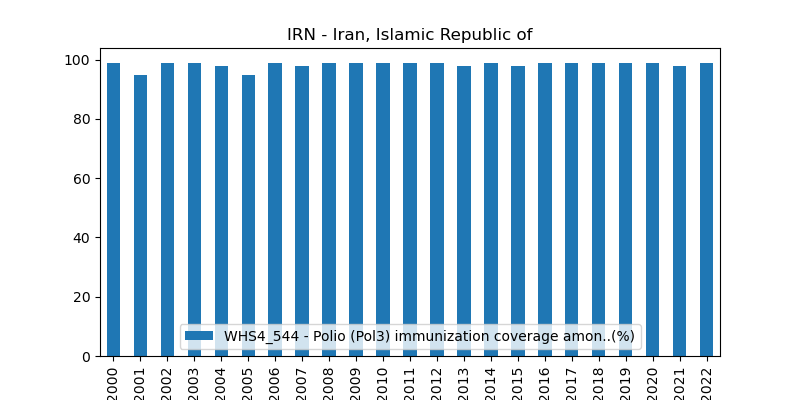 IRN - Iran, Islamic Republic of
100
80
60
40
20
0
WHS4_544 - Polio (Pol3) immunization coverage amon..(%)
2000 2001 2002 2003 2004 2005 2006 2007 2008 2009 2010 2011 2012 2013 2014 2015 2016 2017 2018 2019 2020 2021 2022